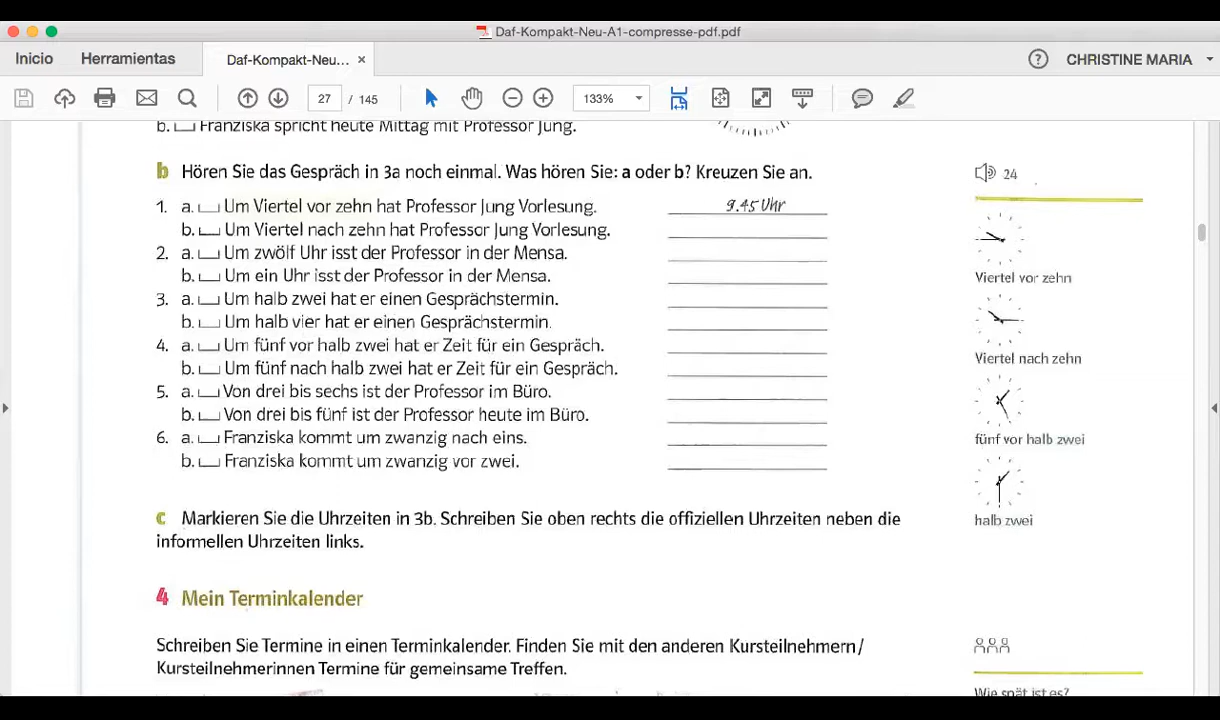 Daf-Kompakt-Neu-A1-compresse-pdf.pdf
Inicio Herramientas Daf-Kompakt-Neu... × ? CHRISTINE MARIA
27 / 145 133%
b. Franziska spricht heute Mittag mit Professor Jung.
b Hören Sie das Gespräch in 3a noch einmal. Was hören Sie: a oder b? Kreuzen Sie an.
24
1. a. Um Viertel vor zehn hat Professor Jung Vorlesung. 9.45 Uhr
b. Um Viertel nach zehn hat Professor Jung Vorlesung.
2. a. Um zwölf Uhr isst der Professor in der Mensa.
b. Um ein Uhr isst der Professor in der Mensa.
3. a. Um halb zwei hat er einen Gesprächstermin.
b. Um halb vier hat er einen Gesprächstermin.
4. a. Um fünf vor halb zwei hat er Zeit für ein Gespräch.
b. Um fünf nach halb zwei hat er Zeit für ein Gespräch.
5. a. Von drei bis sechs ist der Professor im Büro.
b. Von drei bis fünf ist der Professor heute im Büro.
6. a. Franziska kommt um zwanzig nach eins.
b. Franziska kommt um zwanzig vor zwei.
Viertel vor zehn
Viertel nach zehn
fünf vor halb zwei
halb zwei
c Markieren Sie die Uhrzeiten in 3b. Schreiben Sie oben rechts die offiziellen Uhrzeiten neben die
informellen Uhrzeiten links.
4 Mein Terminkalender
Schreiben Sie Termine in einen Terminkalender. Finden Sie mit den anderen Kursteilnehmern/
Kursteilnehmerinnen Termine für gemeinsame Treffen.
Wie spät ist es?